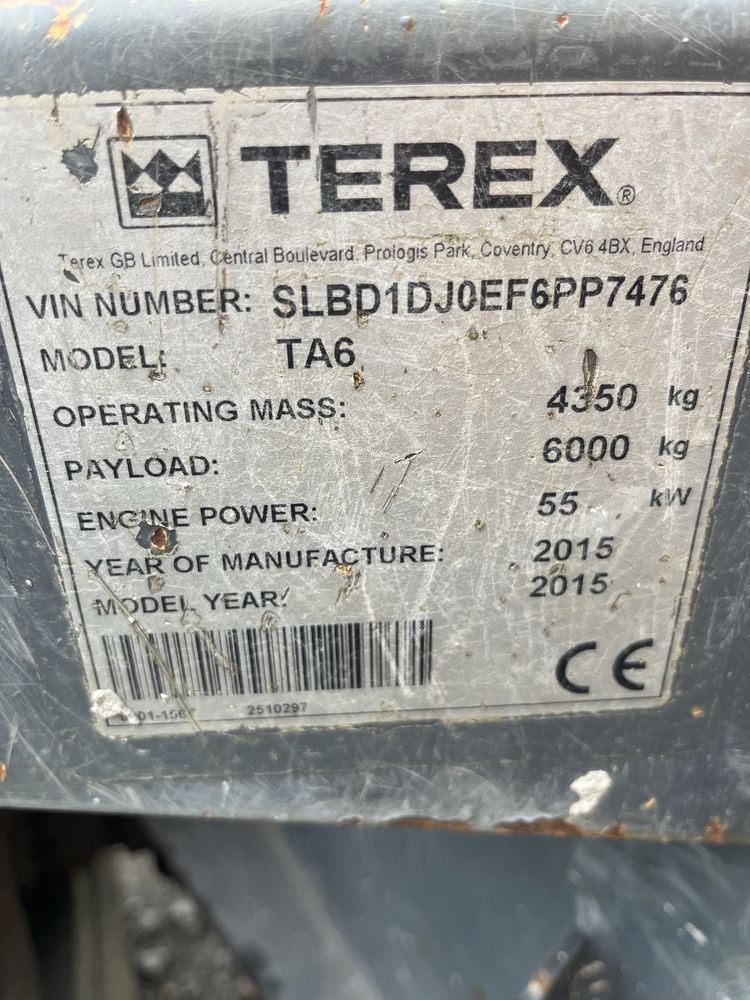 TEREX®
Terex GB Limited, Central Boulevard, Prologis Park, Coventry, CV6 4BX, England
VIN NUMBER: SLBD1DJ0EF6PP7476
MODEL: TA6
OPERATING MASS: 4350 kg
PAYLOAD: 6000 kg
ENGINE POWER: 55 kW
YEAR OF MANUFACTURE: 2015
MODEL YEAR: 2015
CE
2510297